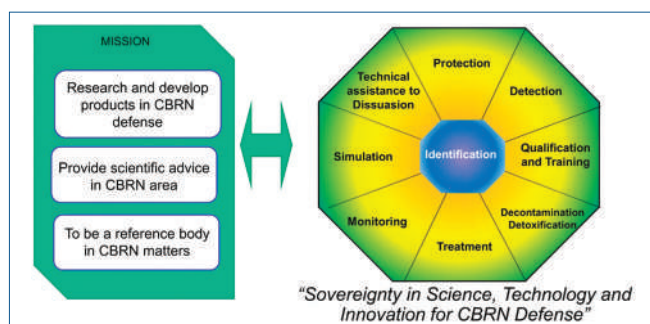 MISSION
Research and develop
products in CBRN
defense
Provide scientific advice
in CBRN area
To be a reference body
in CBRN matters
Protection
Technical
assistance to
Dissuasion
Detection
Simulation
Identification
Qualification
and Training
Monitoring
Decontamination
Detoxification
Treatment
“Sovereignty in Science, Technology and
Innovation for CBRN Defense”